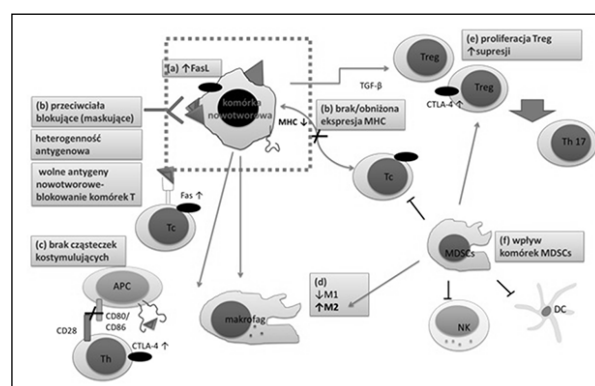 (a) ↑FasL
komórka
nowotworowa
MHC ↓
TGF-β
(e) proliferacja Treg
↑supresji
Treg
Treg
CTLA-4 ↑
Th 17
(b) przeciwciała
blokujące (maskujące)
heterogenność
antygenowa
wolne antygeny
nowotworowe-
blokowanie komórek T
(b) brak/obniżona
ekspresja MHC
Tc
Fas ↑
Tc
(c) brak cząsteczek
kostymulujących
APC
CD28
CD80/
CD86
Th
CTLA-4 ↑
makrofag
(d)
↓M1
↑M2
MDSCs
(f) wpływ
komórek MDSCs
NK
DC